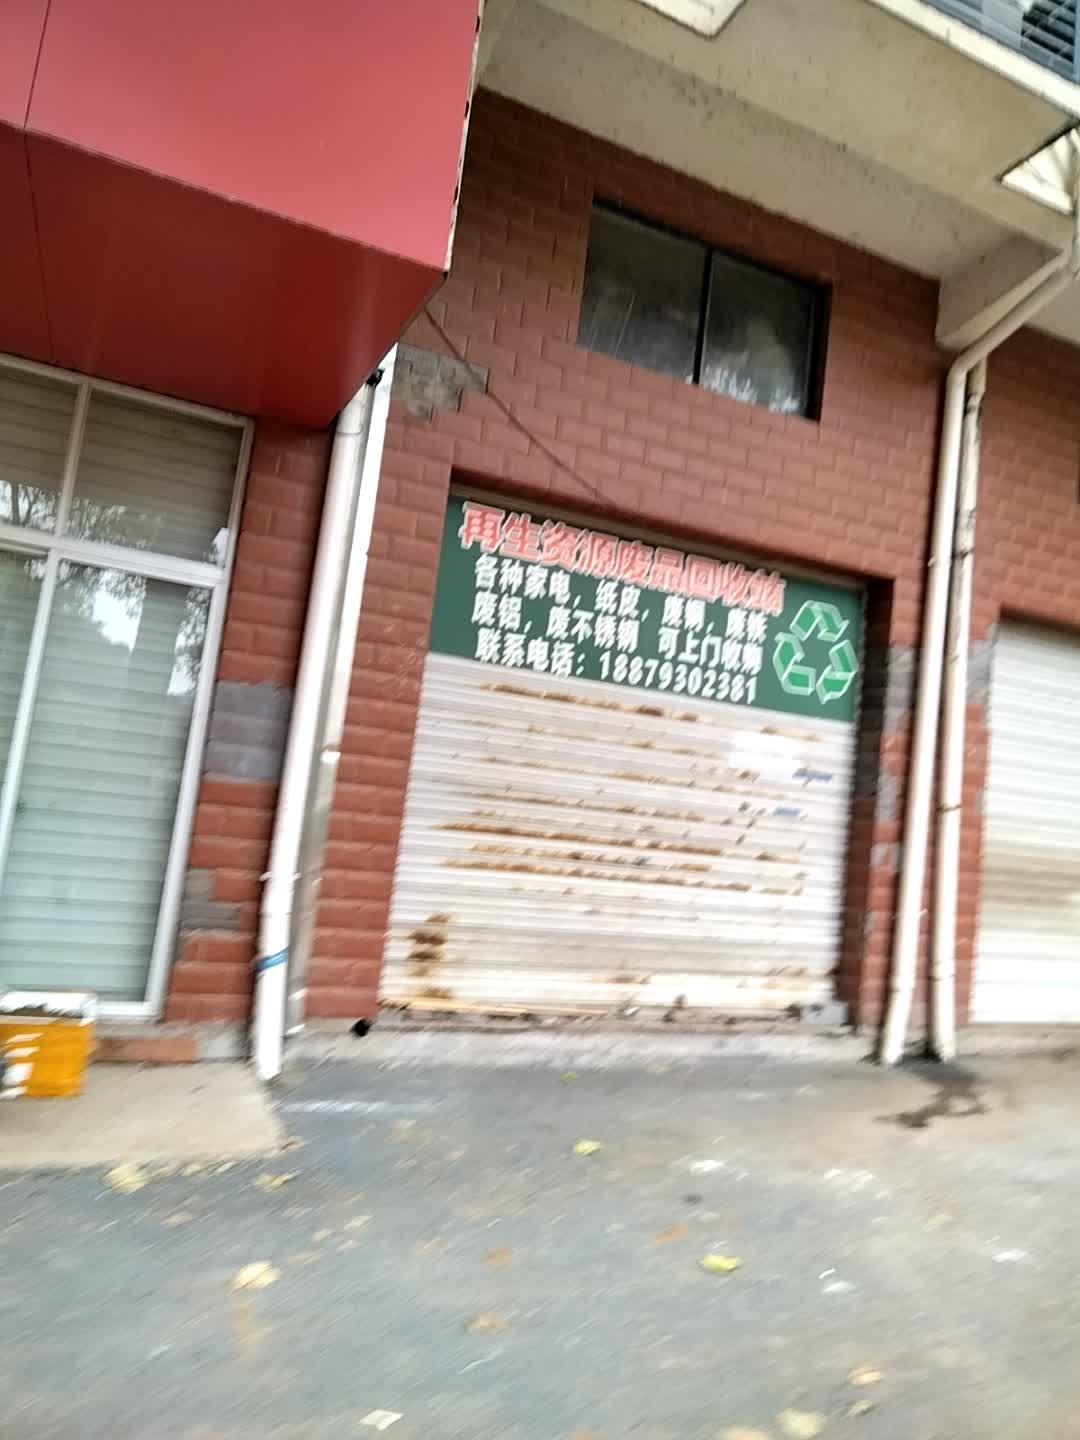 再生资源废品回收站
各种家电，纸皮，废铜，废铁
废铝，废不锈钢 可上门收购
联系电话：18879302381